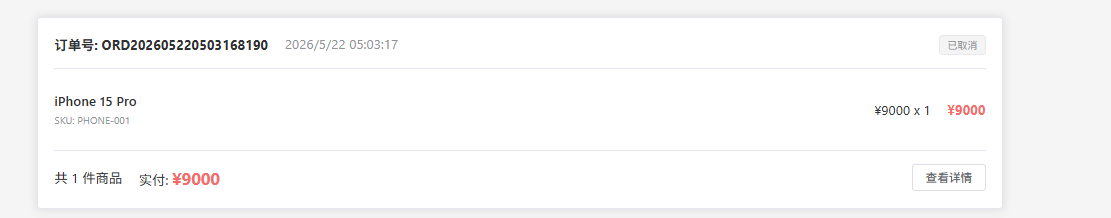 订单号: ORD202605220503168190 2026/5/22 05:03:17 已取消
iPhone 15 Pro
SKU: PHONE-001
¥9000 x 1 ¥9000
共 1 件商品 实付: ¥9000 查看详情